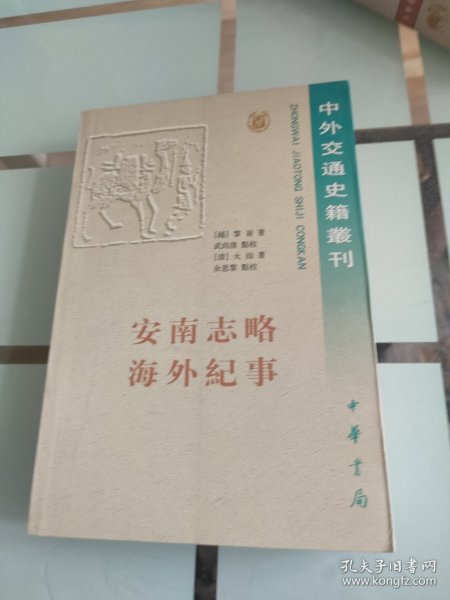 中外交通史籍叢刊
ZHONGWAI JIAOTONG SHIJI CONGKAN
[越] 黎崱 著
武尚清 點校
[清] 大汕 著
余思黎 點校
安南志略
海外紀事
中華書局
孔夫子旧书网
www.kongfz.com